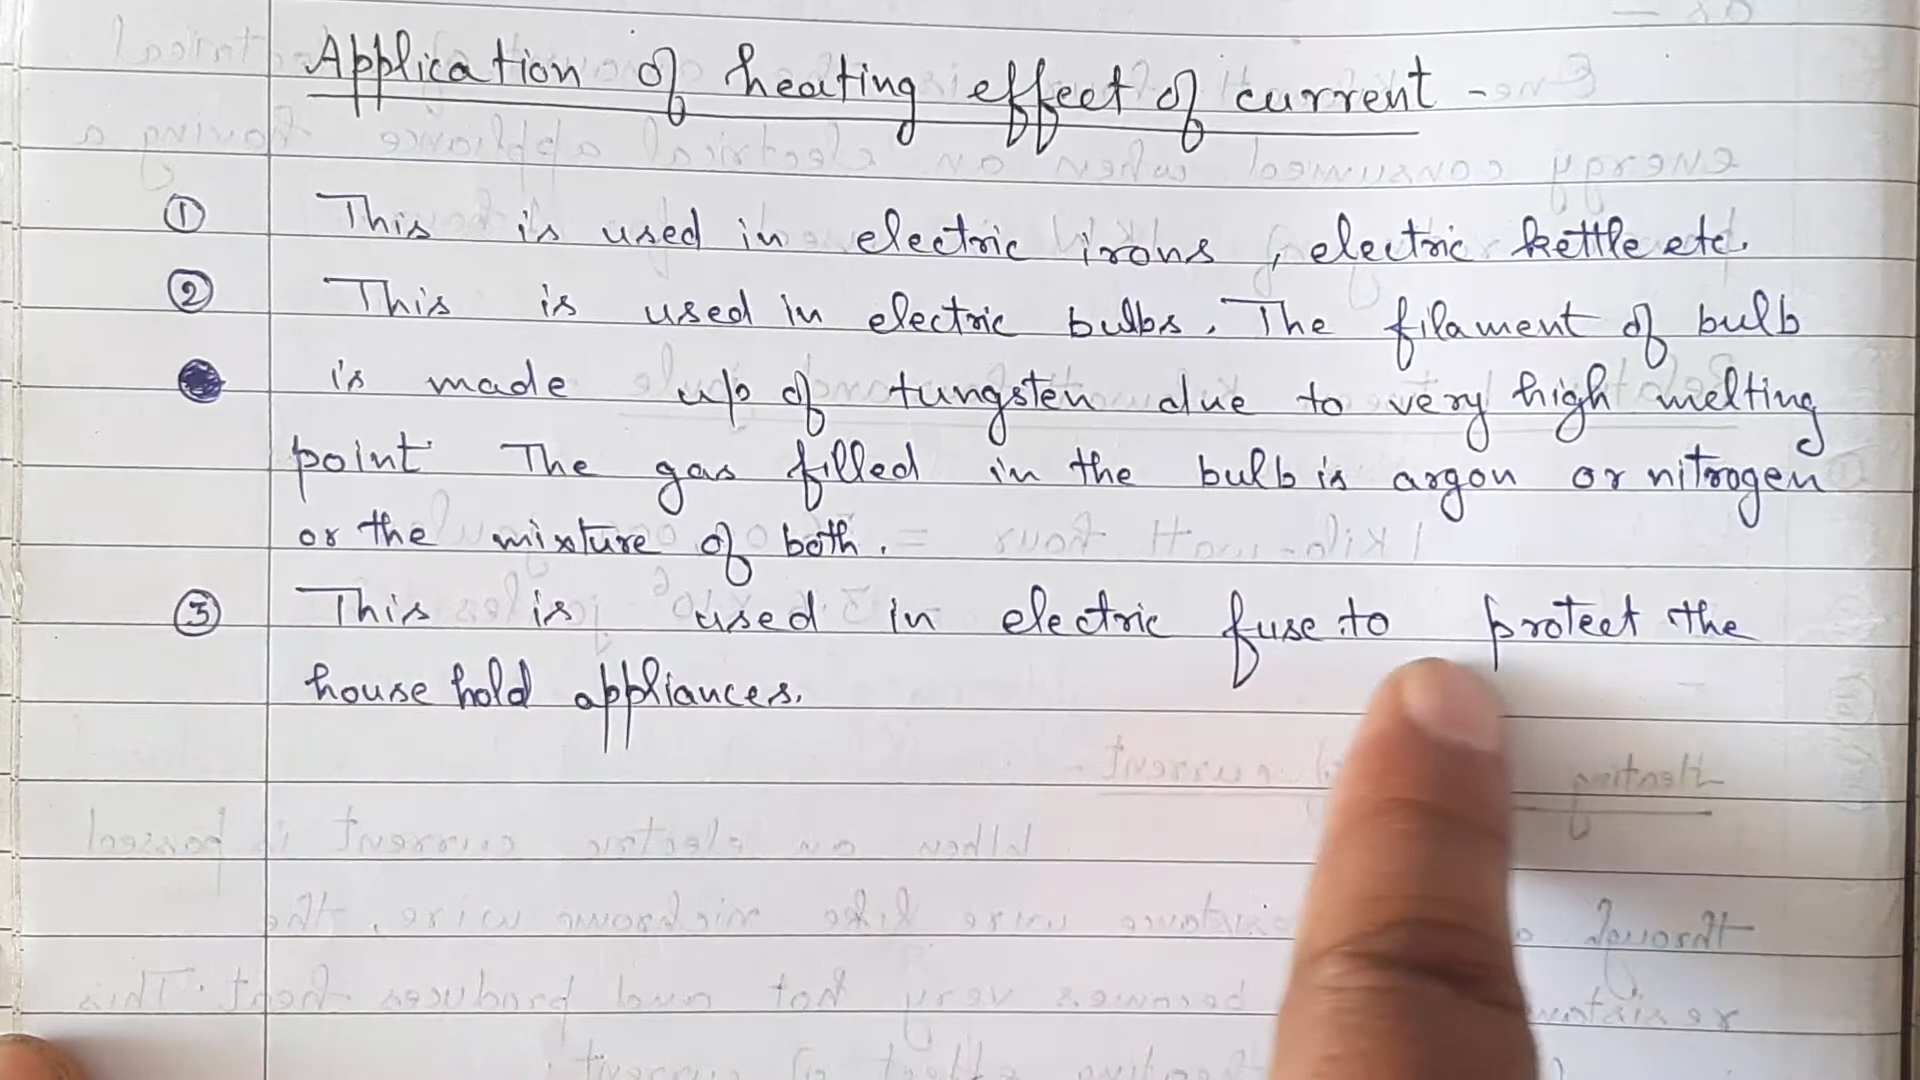 Application of heating effect of current -
① This is used in electric irons, electric kettle etc.
② This is used in electric bulbs. The filament of bulb
is made up of tungsten due to very high melting
point. The gas filled in the bulb is argon or nitrogen
or the mixture of both.
③ This is used in electric fuse to protect the
house hold appliances.